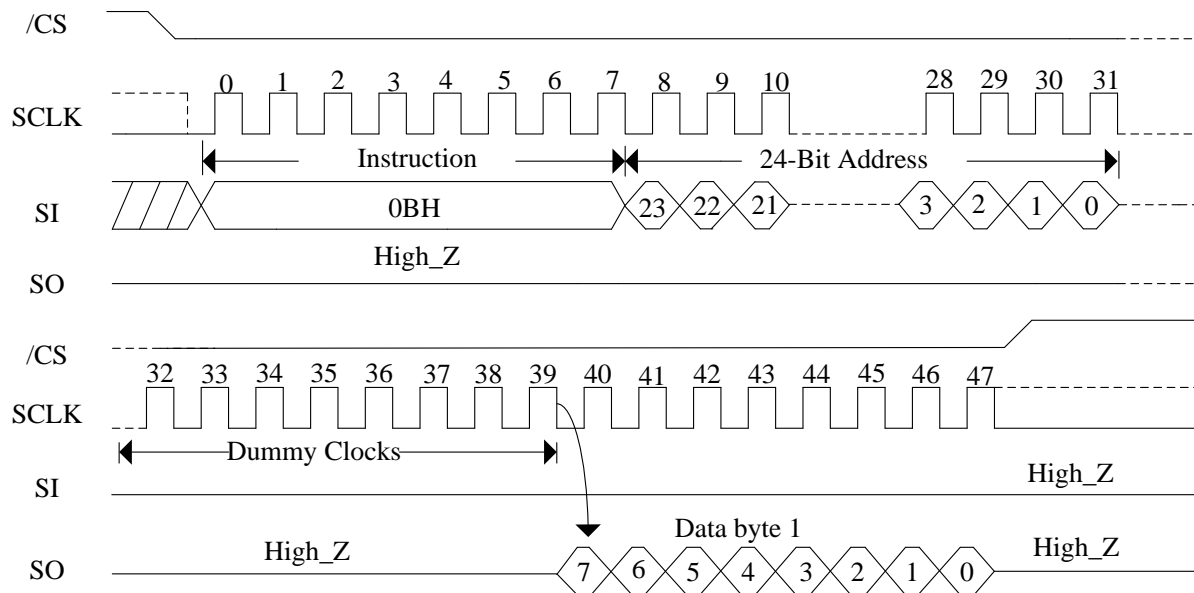 /CS
0 1 2 3 4 5 6 7 8 9 10 28 29 30 31
SCLK
Instruction 24-Bit Address
SI 0BH 23 22 21 3 2 1 0
High_Z
SO
/CS
32 33 34 35 36 37 38 39 40 41 42 43 44 45 46 47
SCLK
Dummy Clocks
SI High_Z
Data byte 1
SO High_Z 7 6 5 4 3 2 1 0 High_Z